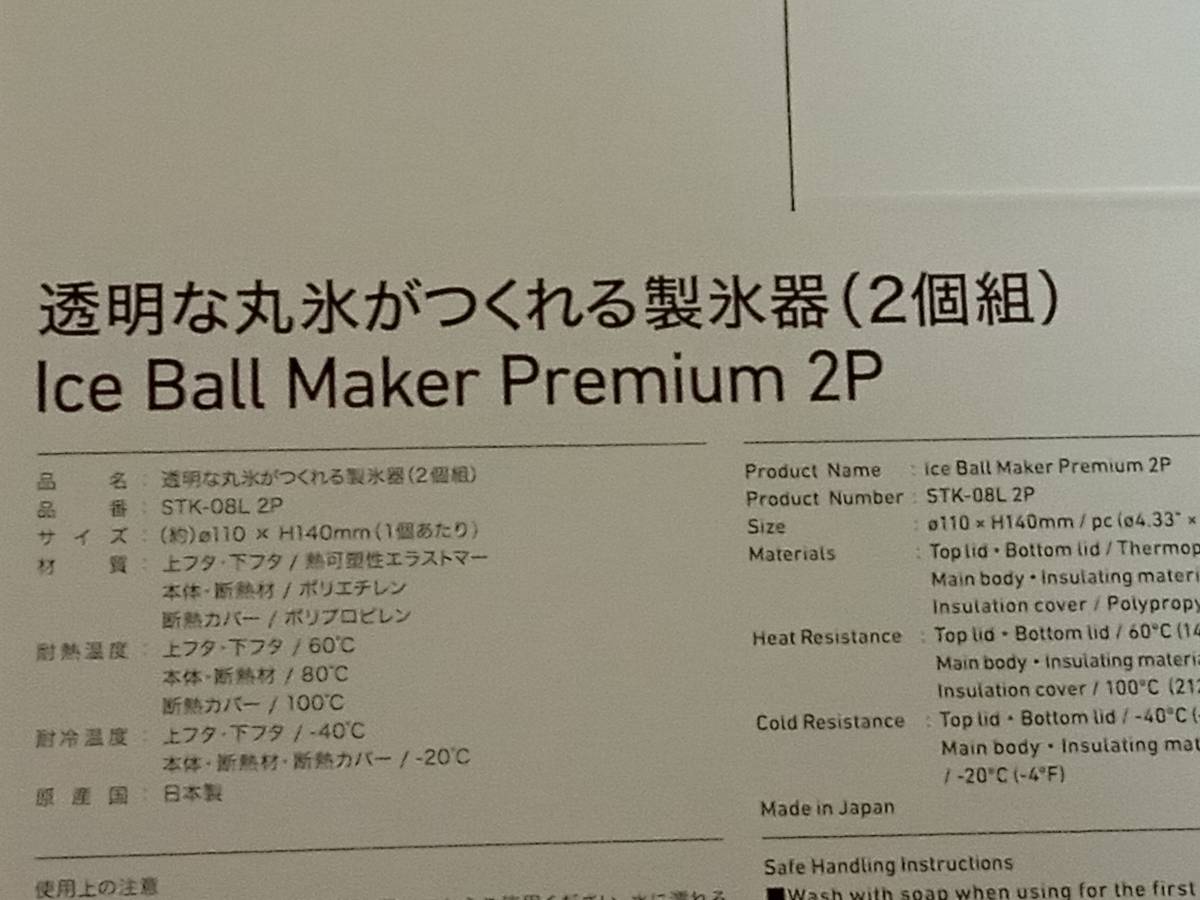 透明な丸氷がつくれる製氷器(2個組)
Ice Ball Maker Premium 2P
品名 : 透明な丸氷がつくれる製氷器(2個組)
品番 : STK-08L 2P
サイズ : (約)ø110 × H140mm(1個あたり)
材質 : 上フタ・下フタ / 熱可塑性エラストマー
本体・断熱材 / ポリエチレン
断熱カバー / ポリプロピレン
耐熱温度 : 上フタ・下フタ / 60℃
本体・断熱材 / 80℃
断熱カバー / 100℃
耐冷温度 : 上フタ・下フタ / -40℃
本体・断熱材・断熱カバー / -20℃
原産国 : 日本製
使用上の注意
Product Name : Ice Ball Maker Premium 2P
Product Number : STK-08L 2P
Size : ø110 × H140mm / pc (ø4.33" ×
Materials : Top lid・Bottom lid / Thermop
Main body・Insulating materi
Insulation cover / Polypropy
Heat Resistance : Top lid・Bottom lid / 60°C (14
Main body・Insulating materia
Insulation cover / 100°C (212
Cold Resistance : Top lid・Bottom lid / -40°C (-
Main body・Insulating mat
/ -20°C (-4°F)
Made in Japan
Safe Handling Instructions
■Wash with soap when using for the first